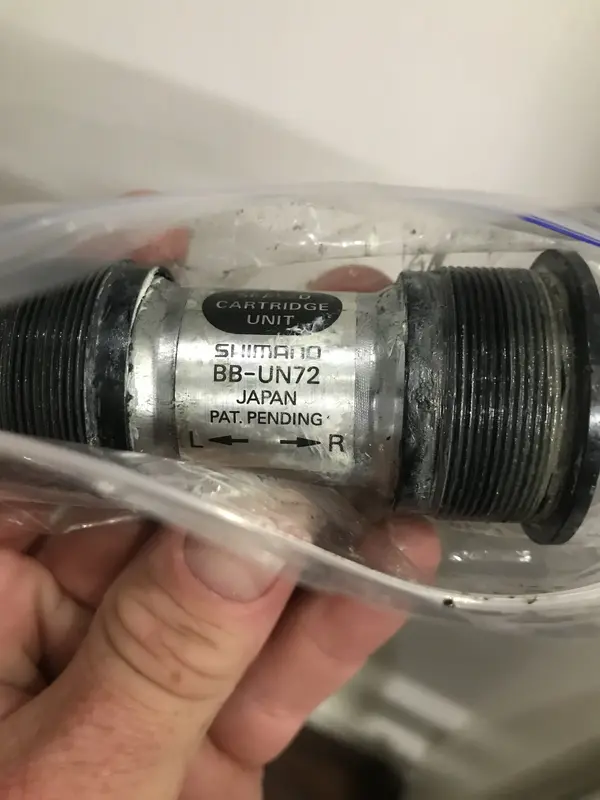 CARTRIDGE
UNIT
SHIMANO
BB-UN72
JAPAN
PAT. PENDING
L R